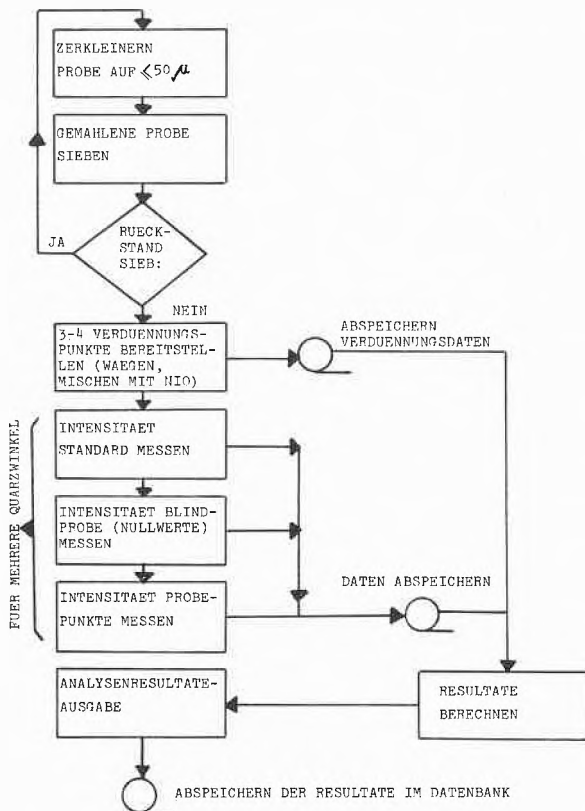 ZERKLEINERN
PROBE AUF ≤50 µ
GEMAHLENE PROBE
SIEBEN
JA
RUECK-
STAND
SIEB:
NEIN
3-4 VERDUENNUNGS-
PUNKTE BEREITSTEL-
LEN (WAEGEN,
MISCHEN MIT NIO)
ABSPEICHERN
VERDUENNUNGSDATEN
FUER MEHRERE QUARZWINKEL
INTENSITAET
STANDARD MESSEN
INTENSITAET BLIND-
PROBE (NULLWERTE)
MESSEN
INTENSITAET PROBE-
PUNKTE MESSEN
DATEN ABSPEICHERN
ANALYSENRESULTATE-
AUSGABE
RESULTATE
BERECHNEN
ABSPEICHERN DER RESULTATE IM DATENBANK